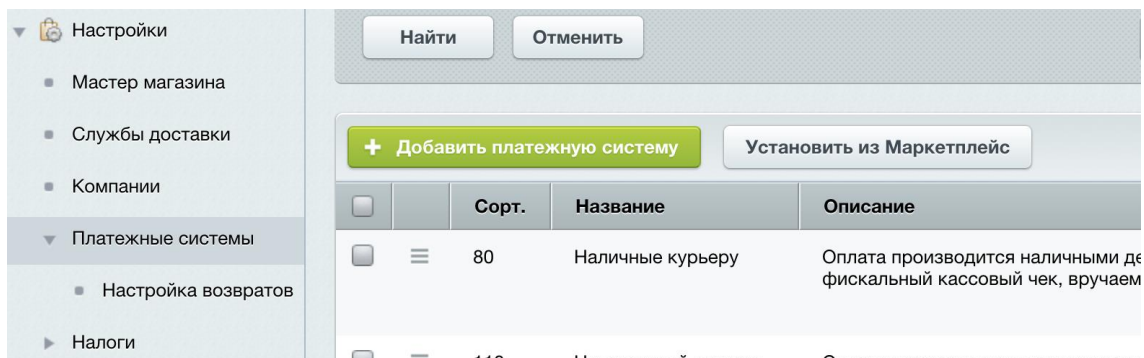 Настройки
Мастер магазина
Службы доставки
Компании
Платежные системы
Настройка возвратов
Налоги
Найти Отменить
+ Добавить платежную систему Установить из Маркетплейс
Сорт. Название Описание
80 Наличные курьеру Оплата производится наличными де
фискальный кассовый чек, вручаем